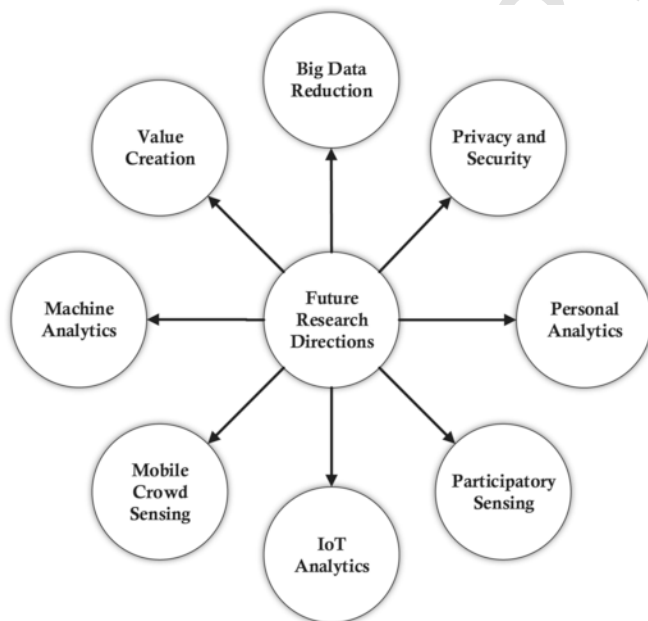 Big Data
Reduction
Privacy and
Security
Personal
Analytics
Participatory
Sensing
IoT
Analytics
Mobile
Crowd
Sensing
Machine
Analytics
Value
Creation
Future
Research
Directions